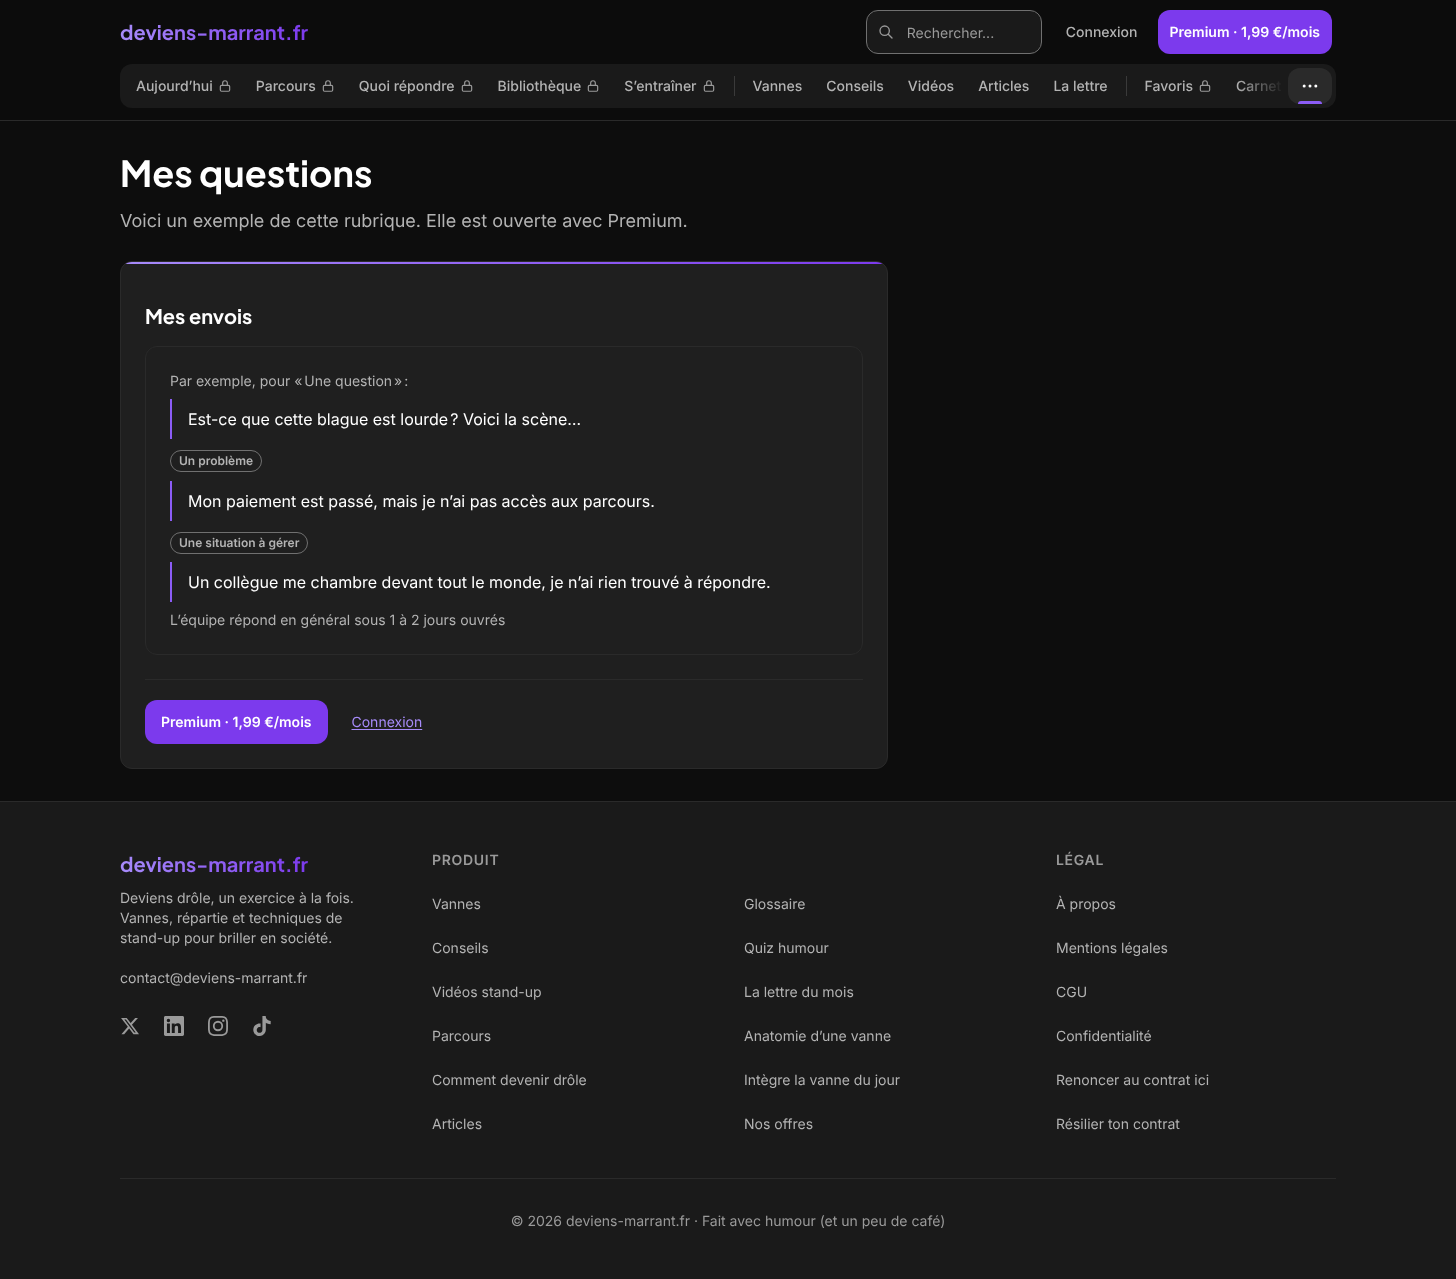 deviens-marrant.fr
Rechercher...
Connexion
Premium · 1,99 €/mois
Aujourd’hui
Parcours
Quoi répondre
Bibliothèque
S’entraîner
Vannes
Conseils
Vidéos
Articles
La lettre
Favoris
Mes questions
Voici un exemple de cette rubrique. Elle est ouverte avec Premium.
Mes envois
Par exemple, pour « Une question » :
Est-ce que cette blague est lourde ? Voici la scène…
Un problème
Mon paiement est passé, mais je n’ai pas accès aux parcours.
Une situation à gérer
Un collègue me chambre devant tout le monde, je n’ai rien trouvé à répondre.
L’équipe répond en général sous 1 à 2 jours ouvrés
Premium · 1,99 €/mois
Connexion
deviens-marrant.fr
Deviens drôle, un exercice à la fois.
Vannes, répartie et techniques de
stand-up pour briller en société.
contact@deviens-marrant.fr
PRODUIT
Vannes
Conseils
Vidéos stand-up
Parcours
Comment devenir drôle
Articles
Glossaire
Quiz humour
La lettre du mois
Anatomie d’une vanne
Intègre la vanne du jour
Nos offres
LÉGAL
À propos
Mentions légales
CGU
Confidentialité
Renoncer au contrat ici
Résilier ton contrat
© 2026 deviens-marrant.fr · Fait avec humour (et un peu de café)